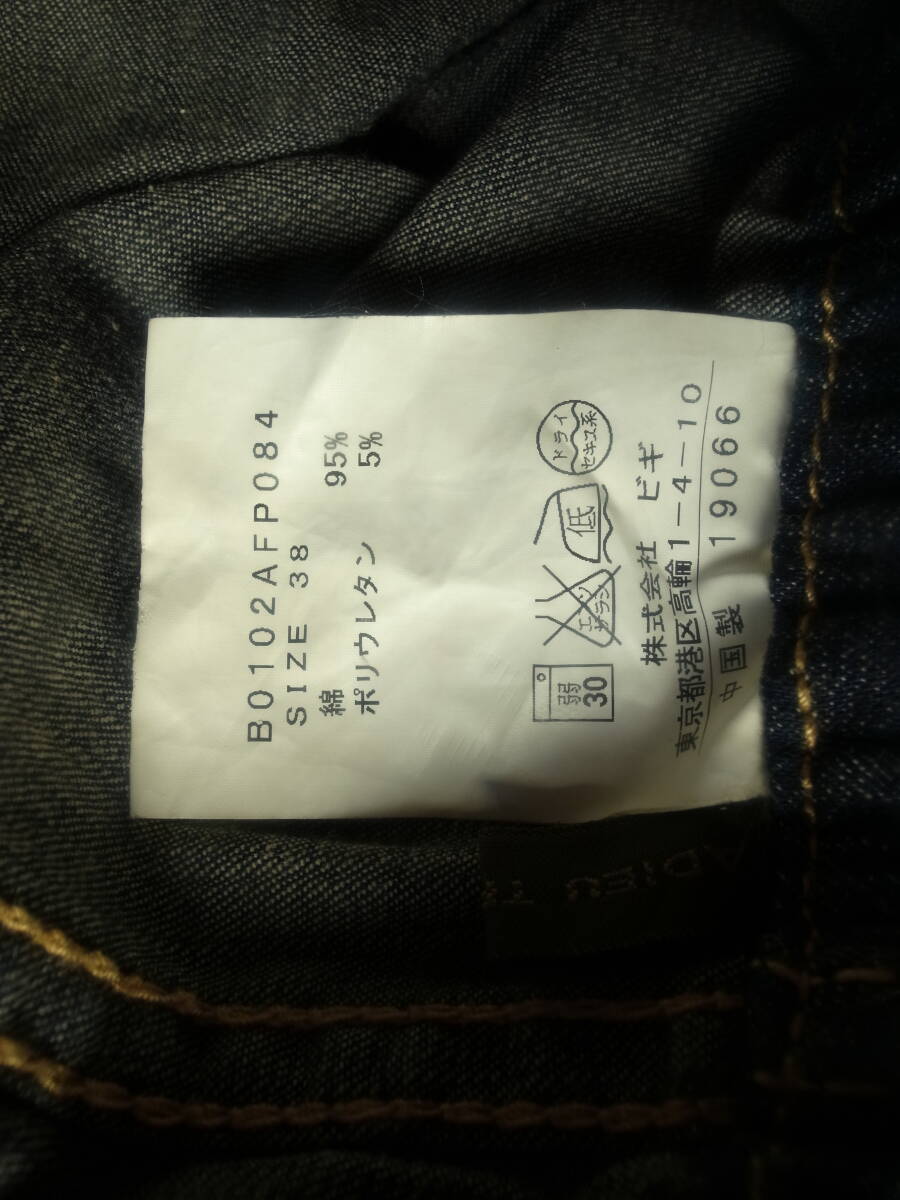 B0102AFP084
SIZE 38
綿 95%
ポリウレタン 5%
弱
30
エンソ
サラシ
低
ドライ
セキユ系
株式会社 ビギ
東京都港区高輪1-4-10
中国製 19066
ADIEU